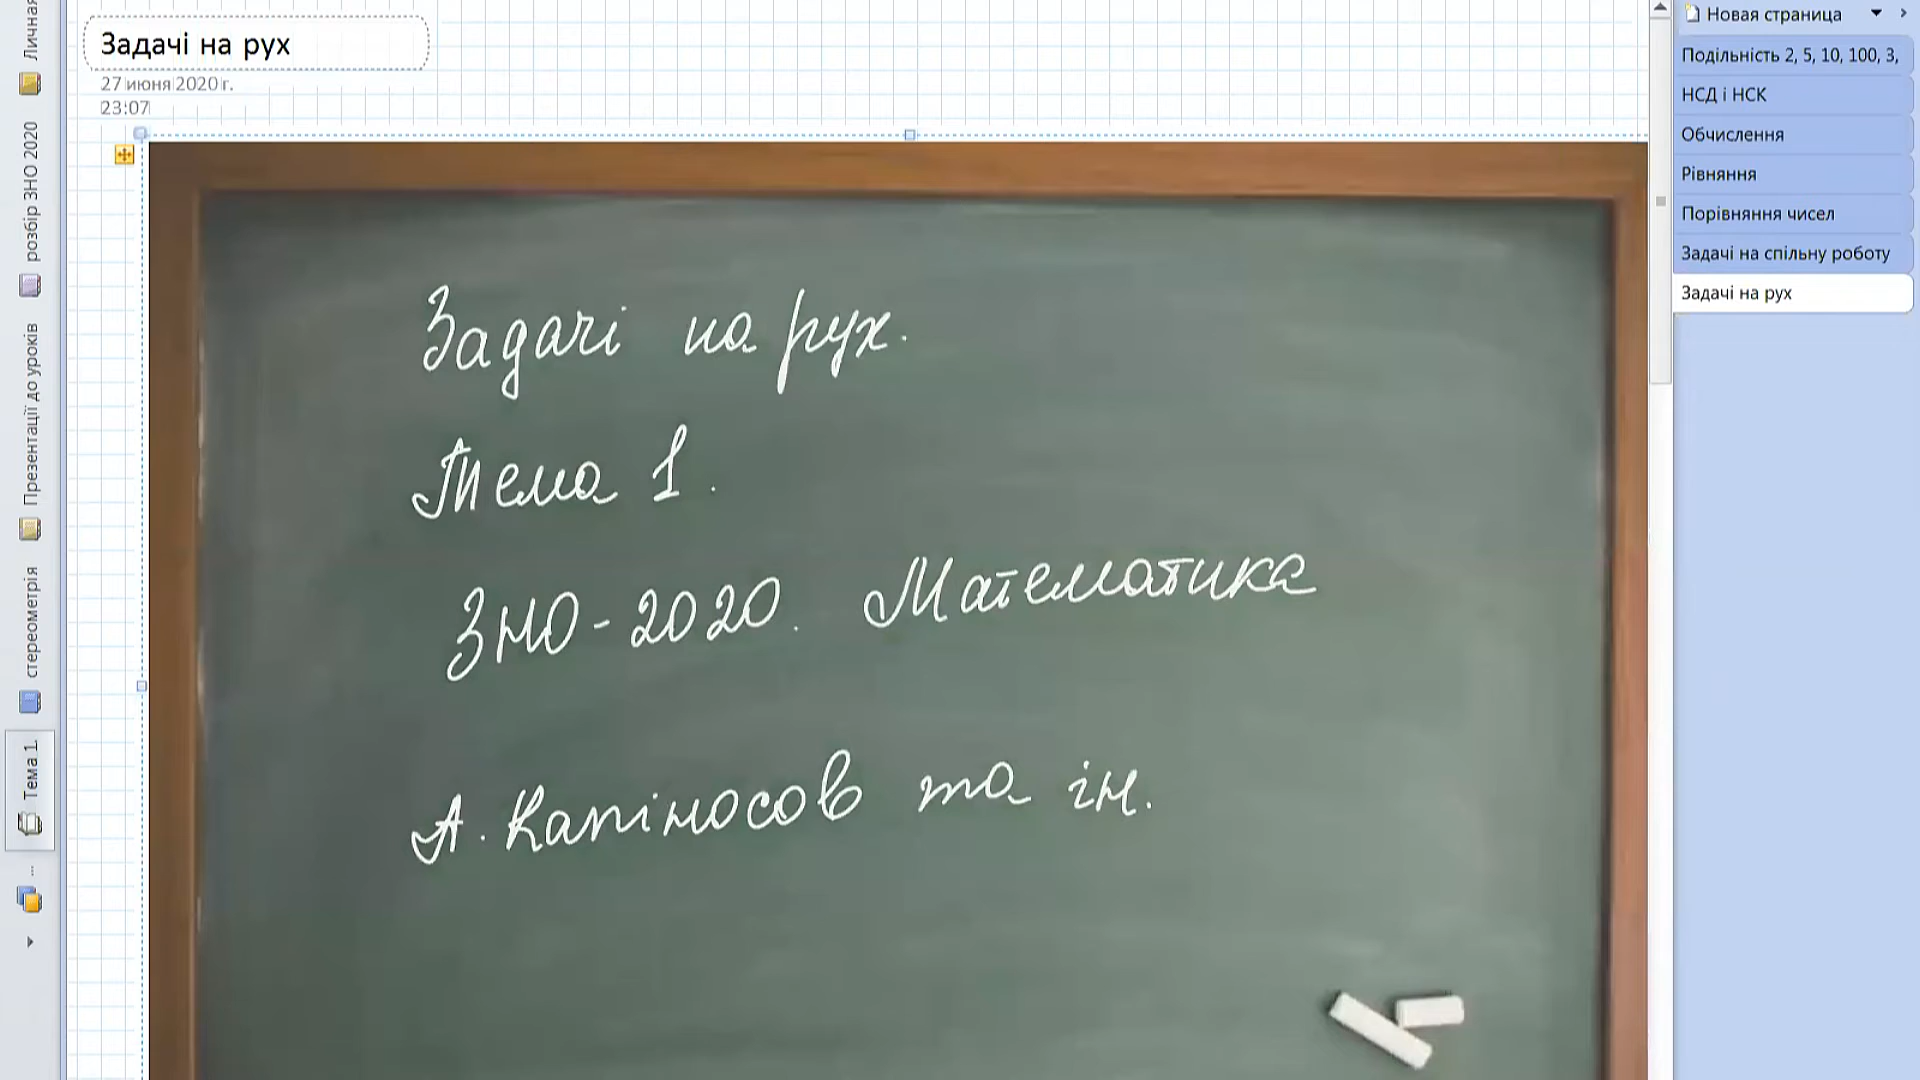 Личная
розбір ЗНО 2020
Презентації до уроків
стереометрія
Тема 1.
...
Задачі на рух
27 июня 2020 г.
23:07
Задачі на рух.
Тема 1.
ЗНО-2020. Математика
А. Капіносов та ін.
Новая страница
Подільність 2, 5, 10, 100, 3,
НСД і НСК
Обчислення
Рівняння
Порівняння чисел
Задачі на спільну роботу
Задачі на рух